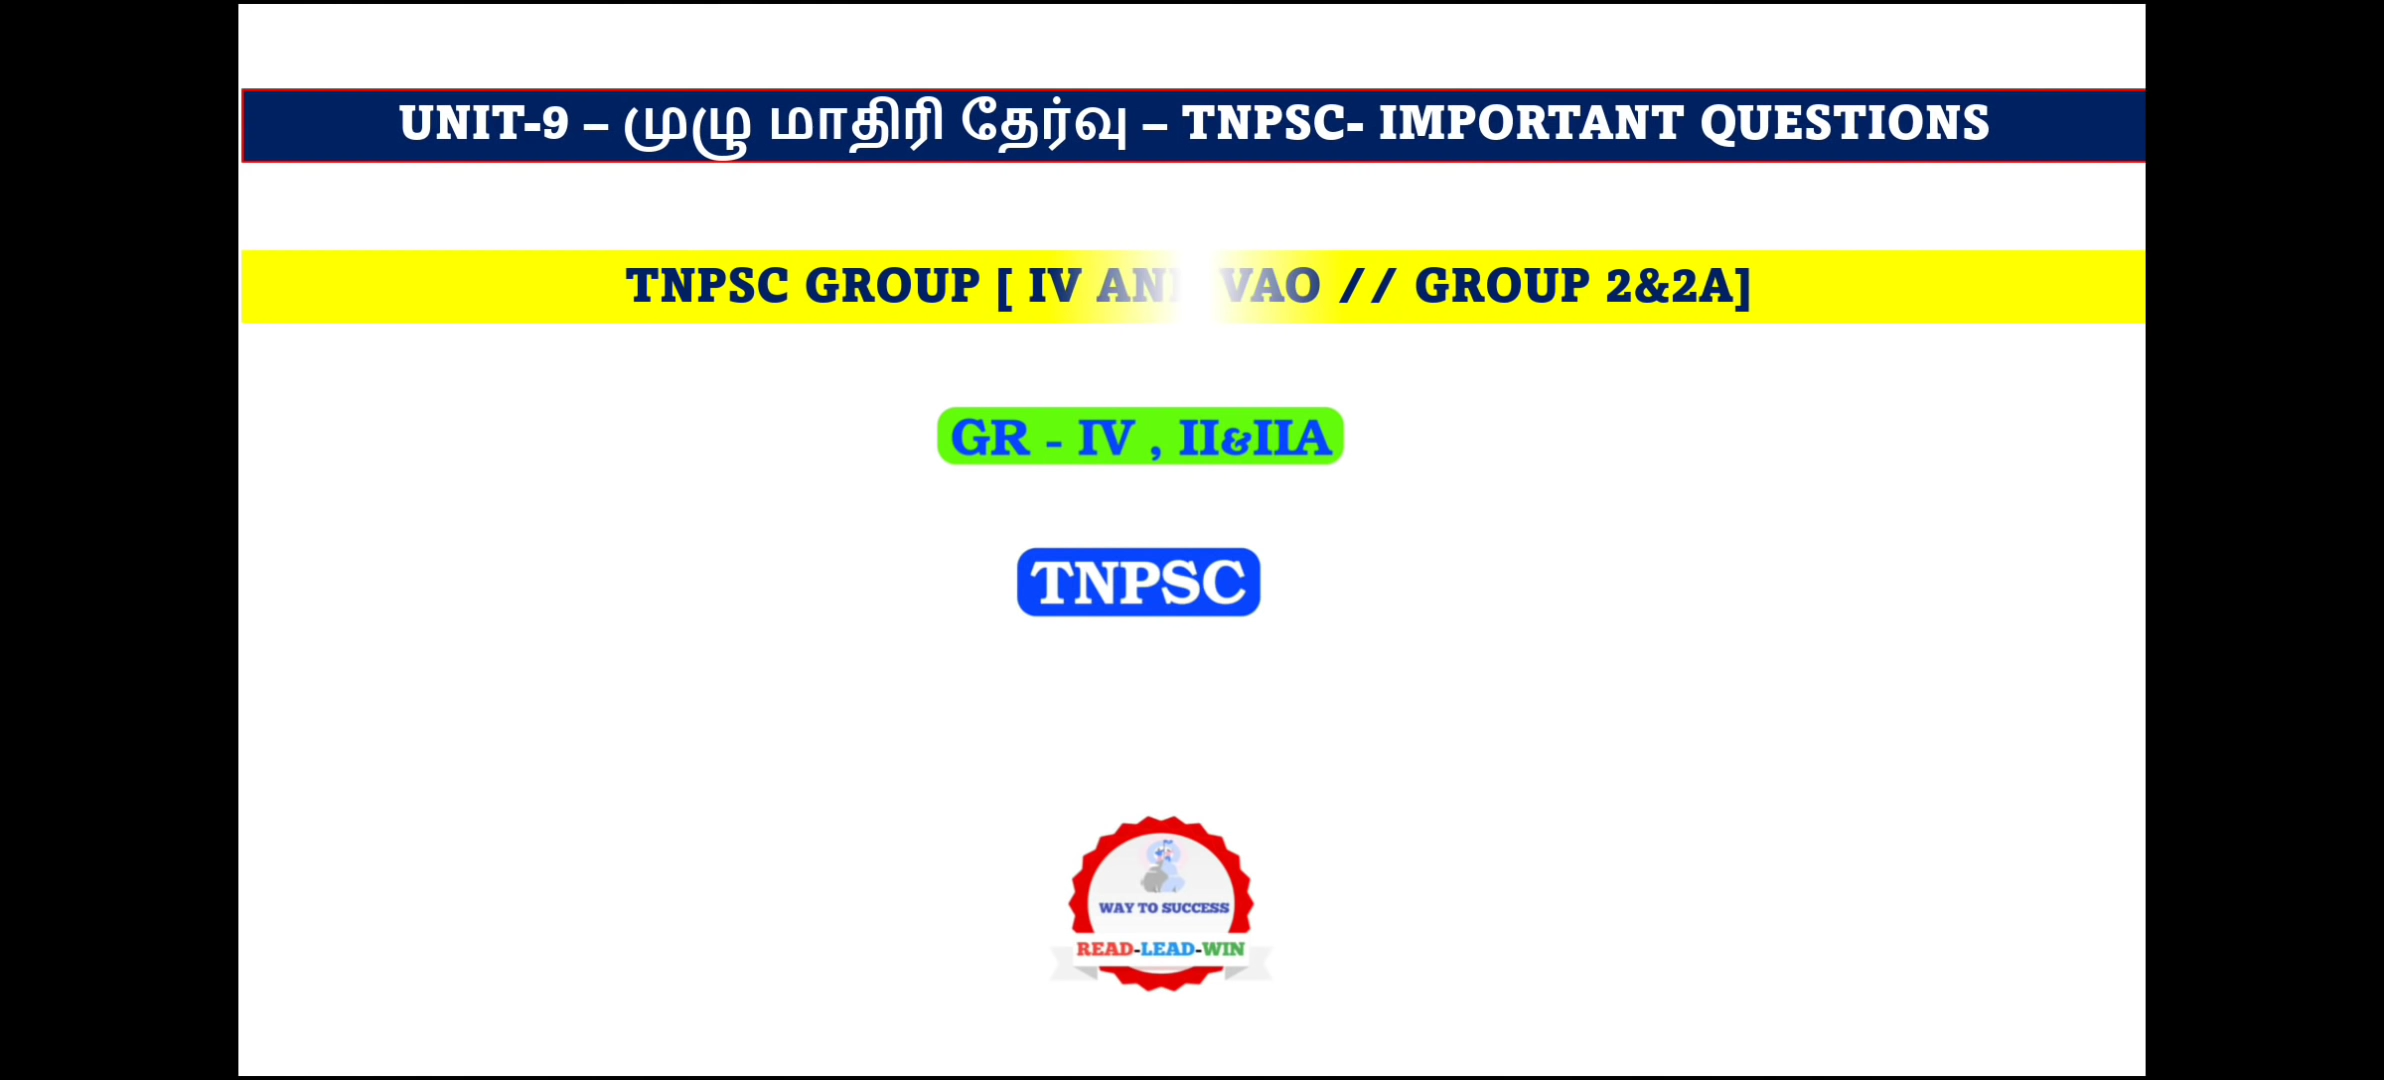 UNIT-9 – முழு மாதிரி தேர்வு – TNPSC- IMPORTANT QUESTIONS
TNPSC GROUP [ IV AND VAO // GROUP 2&2A]
GR - IV , II&IIA
TNPSC
WAY TO SUCCESS
READ-LEAD-WIN